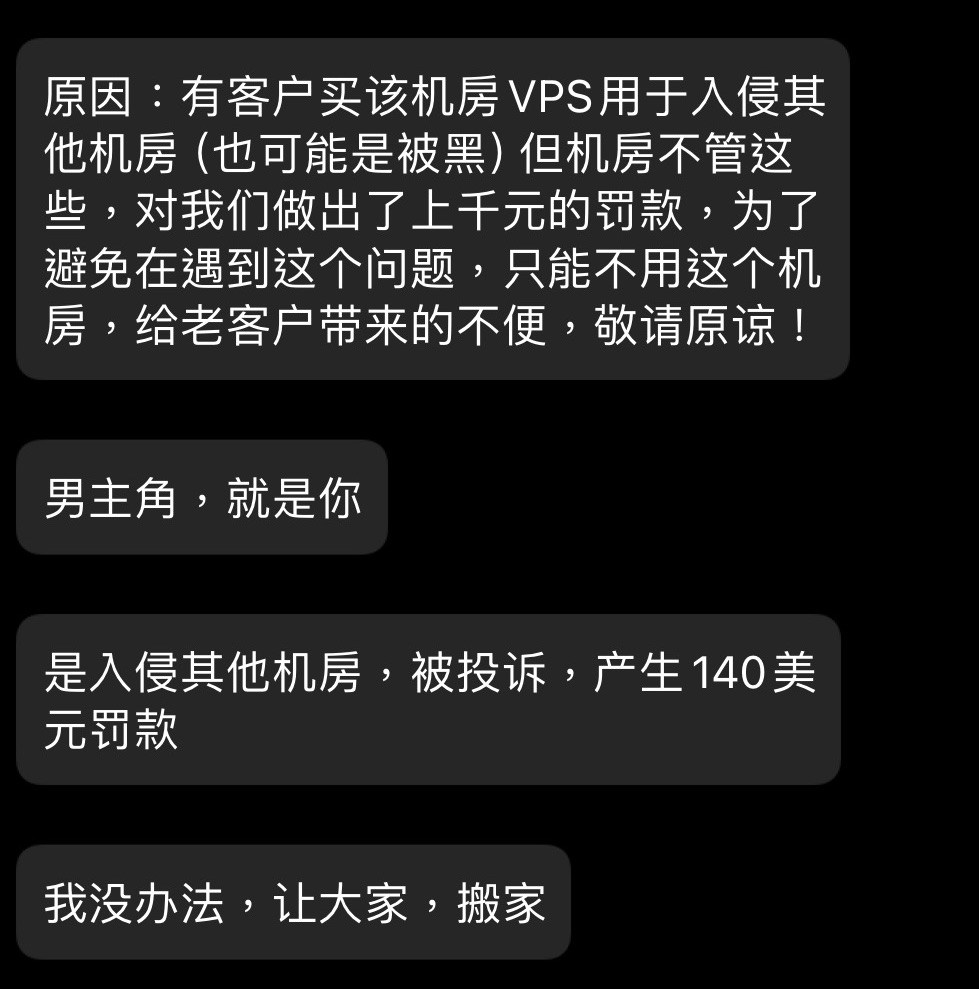 原因：有客户买该机房VPS用于入侵其
他机房 (也可能是被黑) 但机房不管这
些，对我们做出了上千元的罚款，为了
避免在遇到这个问题，只能不用这个机
房，给老客户带来的不便，敬请原谅！
男主角，就是你
是入侵其他机房，被投诉，产生140美
元罚款
我没办法，让大家，搬家